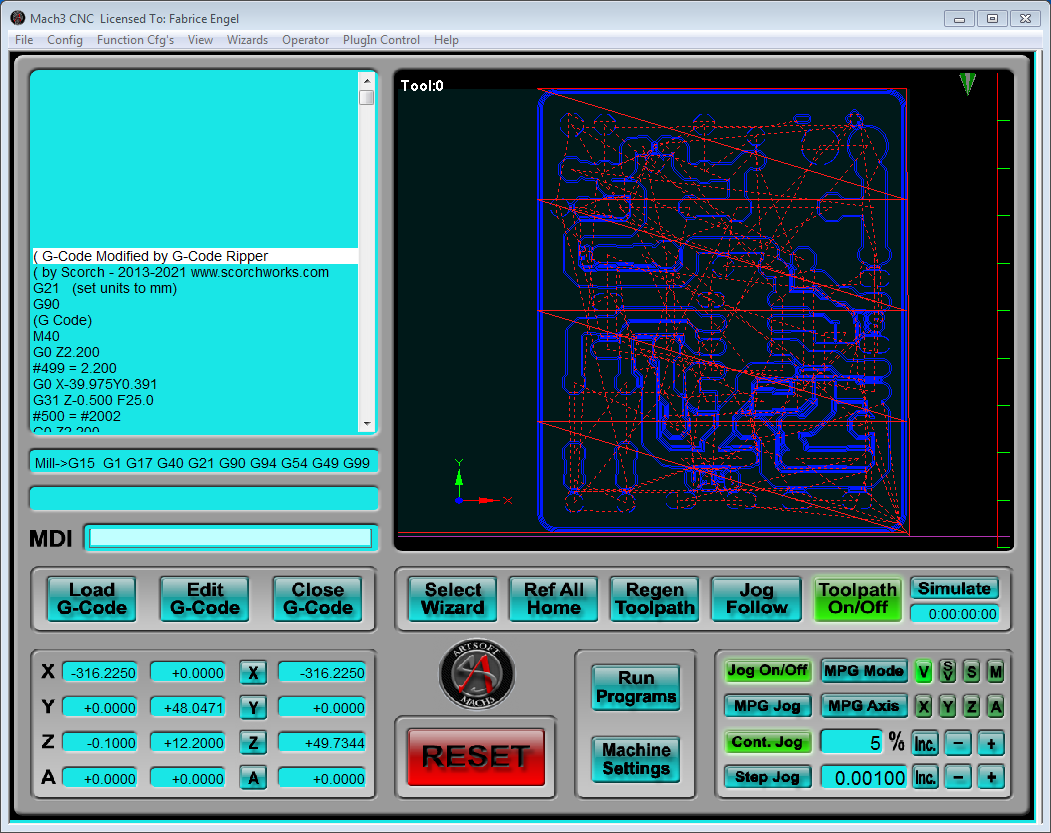 Mach3 CNC  Licensed To: Fabrice Engel
File Config Function Cfg's View Wizards Operator PlugIn Control Help
Tool:0
( G-Code Modified by G-Code Ripper
( by Scorch - 2013-2021 www.scorchworks.com
G21   (set units to mm)
G90
(G Code)
M40
G0 Z2.200
#499 = 2.200
G0 X-39.975Y0.391
G31 Z-0.500 F25.0
#500 = #2002
G0 Z2.200
Y
X
Mill->G15  G1 G17 G40 G21 G90 G94 G54 G49 G99
MDI
Load G-Code
Edit G-Code
Close G-Code
Select Wizard
Ref All Home
Regen Toolpath
Jog Follow
Toolpath On/Off
Simulate
0:00:00:00
X -316.2250 +0.0000 X -316.2250
Y +0.0000 +48.0471 Y +0.0000
Z -0.1000 +12.2000 Z +49.7344
A +0.0000 +0.0000 A +0.0000
ARTSOFT
MACH3
RESET
Run Programs
Machine Settings
Jog On/Off MPG Mode V S/V S M
MPG Jog MPG Axis X Y Z A
Cont. Jog 5 % Inc. - +
Step Jog 0.00100 Inc. - +